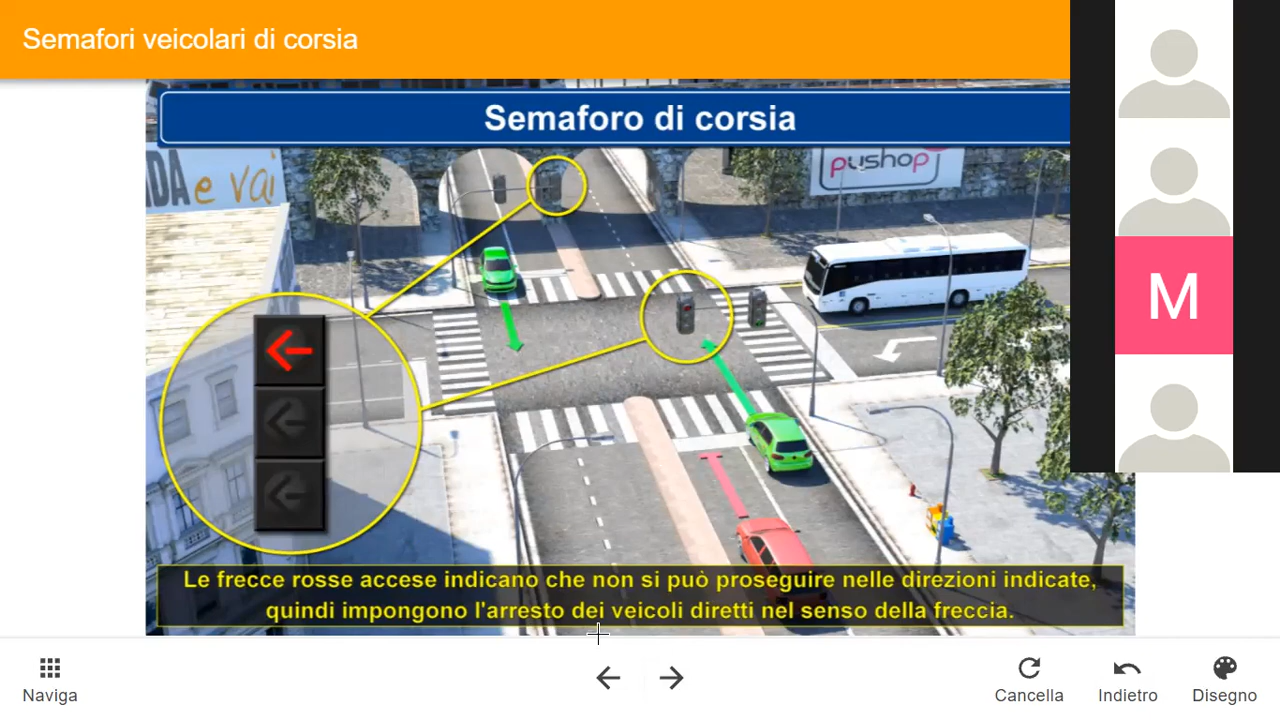 Semafori veicolari di corsia
Semaforo di corsia
DA e vai
pushop
M
Le frecce rosse accese indicano che non si può proseguire nelle direzioni indicate,
quindi impongono l'arresto dei veicoli diretti nel senso della freccia.
Naviga
Cancella
Indietro
Disegno